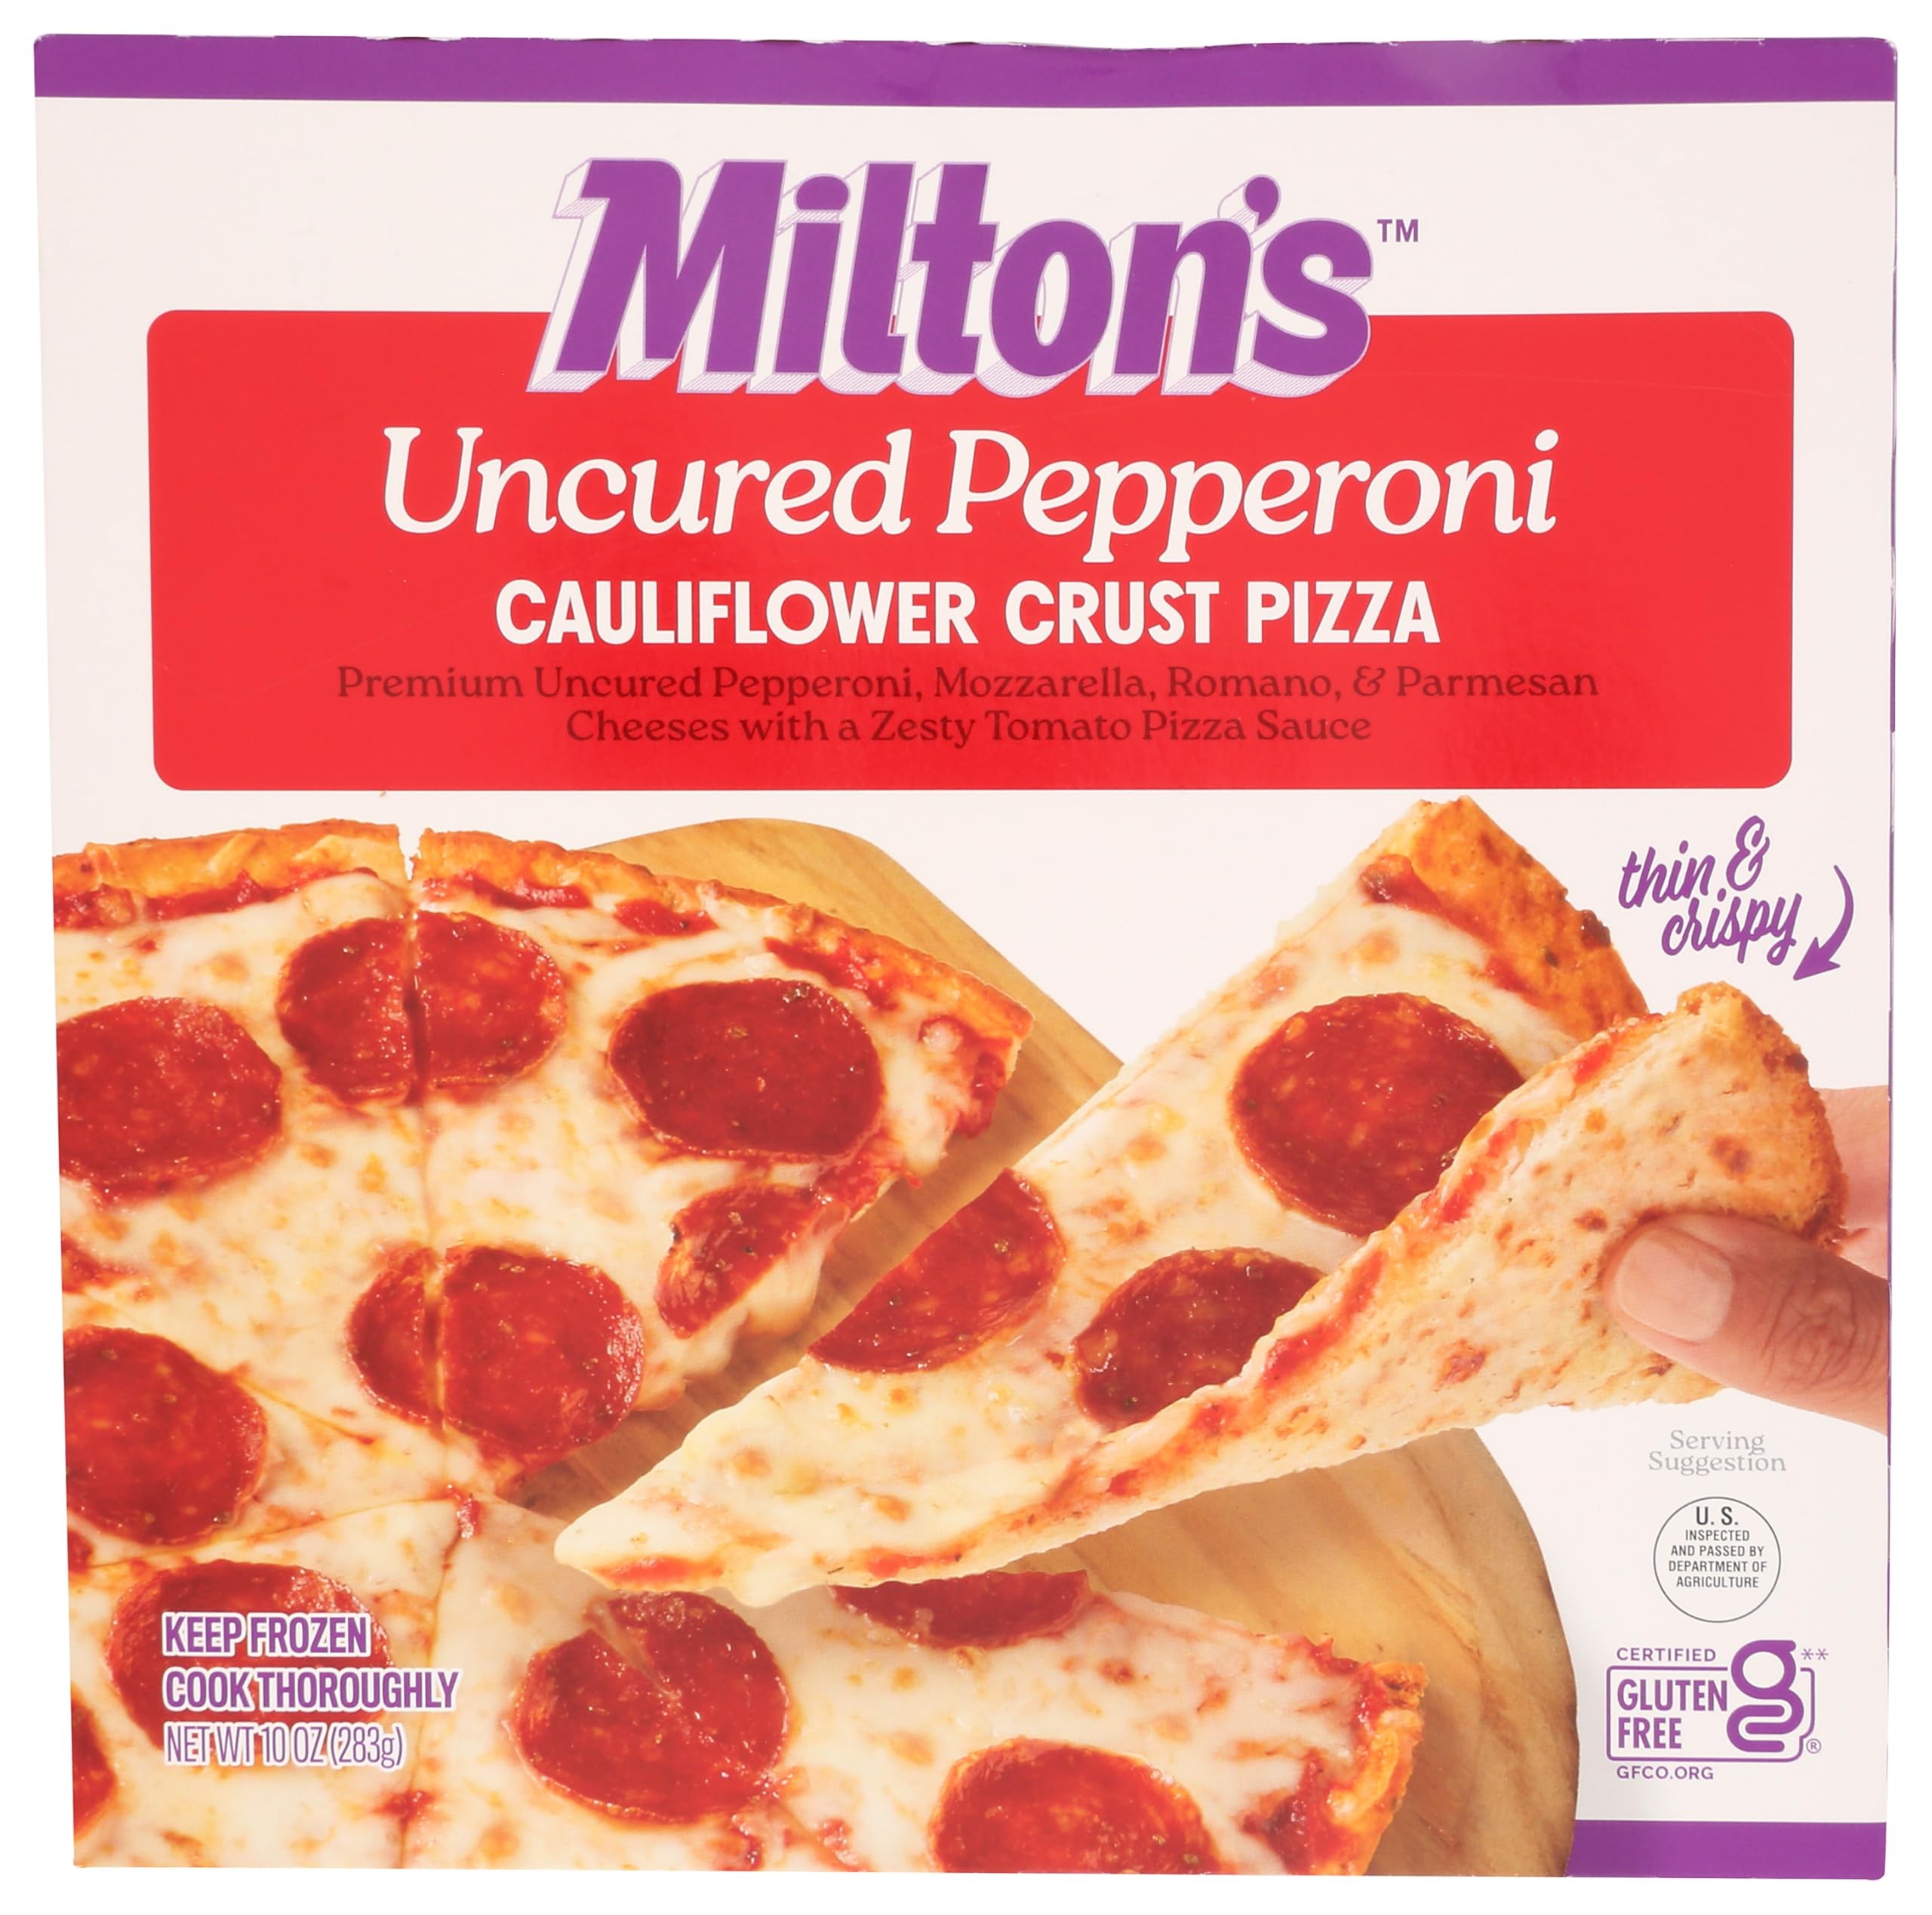 Milton's™
Uncured Pepperoni
CAULIFLOWER CRUST PIZZA
Premium Uncured Pepperoni, Mozzarella, Romano, & Parmesan
Cheeses with a Zesty Tomato Pizza Sauce
thin &
crispy
Serving
Suggestion
U. S.
INSPECTED
AND PASSED BY
DEPARTMENT OF
AGRICULTURE
KEEP FROZEN
COOK THOROUGHLY
NET WT 10 OZ (283g)
CERTIFIED **
GLUTEN
FREE
g ®
GFCO.ORG